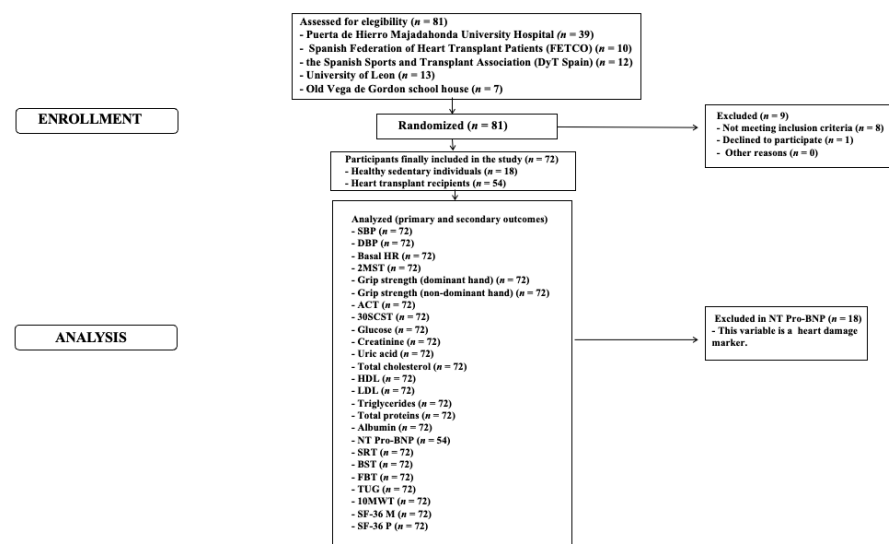 Assessed for elegibility (n = 81)
- Puerta de Hierro Majadahonda University Hospital (n = 39)
- Spanish Federation of Heart Transplant Patients (FETCO) (n = 10)
- the Spanish Sports and Transplant Association (DyT Spain) (n = 12)
- University of Leon (n = 13)
- Old Vega de Gordon school house (n = 7)
ENROLLMENT
Randomized (n = 81)
Excluded (n = 9)
- Not meeting inclusion criteria (n = 8)
- Declined to participate (n = 1)
- Other reasons (n = 0)
Participants finally included in the study (n = 72)
- Healthy sedentary individuals (n = 18)
- Heart transplant recipients (n = 54)
Analyzed (primary and secondary outcomes)
- SBP (n = 72)
- DBP (n = 72)
- Basal HR (n = 72)
- 2MST (n = 72)
- Grip strength (dominant hand) (n = 72)
- Grip strength (non-dominant hand) (n = 72)
- ACT (n = 72)
- 30SCST (n = 72)
- Glucose (n = 72)
- Creatinine (n = 72)
- Uric acid (n = 72)
- Total cholesterol (n = 72)
- HDL (n = 72)
- LDL (n = 72)
- Triglycerides (n = 72)
- Total proteins (n = 72)
- Albumin (n = 72)
- NT Pro-BNP (n = 54)
- SRT (n = 72)
- BST (n = 72)
- FBT (n = 72)
- TUG (n = 72)
- 10MWT (n = 72)
- SF-36 M (n = 72)
- SF-36 P (n = 72)
ANALYSIS
Excluded in NT Pro-BNP (n = 18)
- This variable is a heart damage
marker.